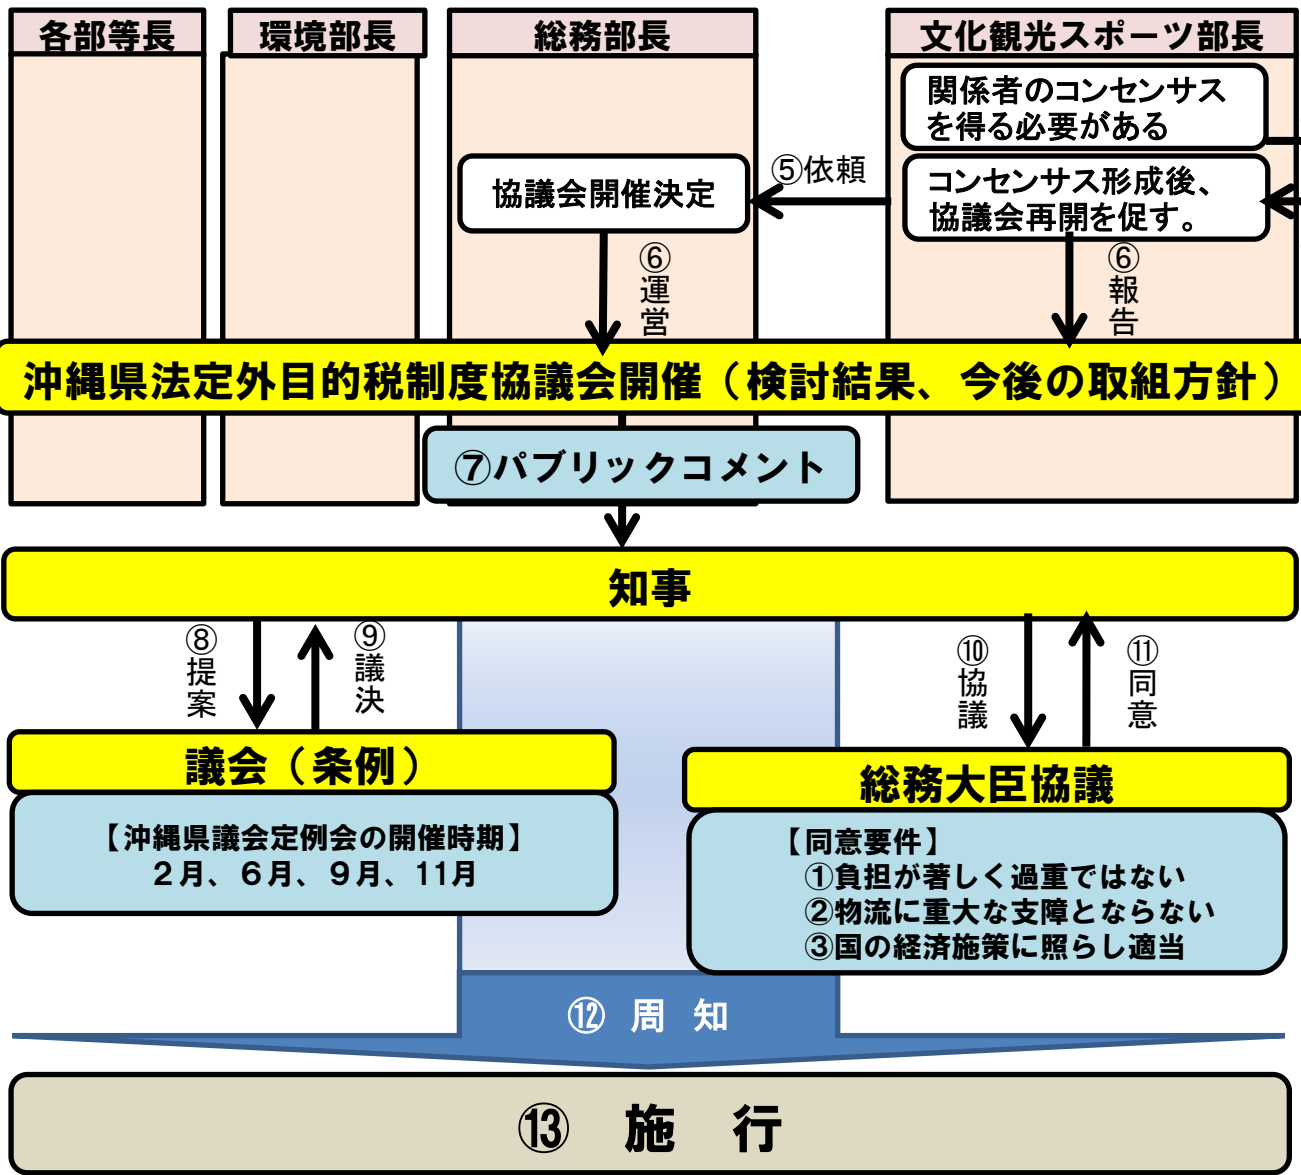 各部等長
環境部長
総務部長
文化観光スポーツ部長
関係者のコンセンサス
を得る必要がある
コンセンサス形成後、
協議会再開を促す。
⑤依頼
協議会開催決定
⑥運営
⑥報告
沖縄県法定外目的税制度協議会開催（検討結果、今後の取組方針）
⑦パブリックコメント
知事
⑧提案
⑨議決
⑩協議
⑪同意
議会（条例）
【沖縄県議会定例会の開催時期】
２月、６月、９月、11月
総務大臣協議
【同意要件】
①負担が著しく過重ではない
②物流に重大な支障とならない
③国の経済施策に照らし適当
⑫ 周 知
⑬ 施 行